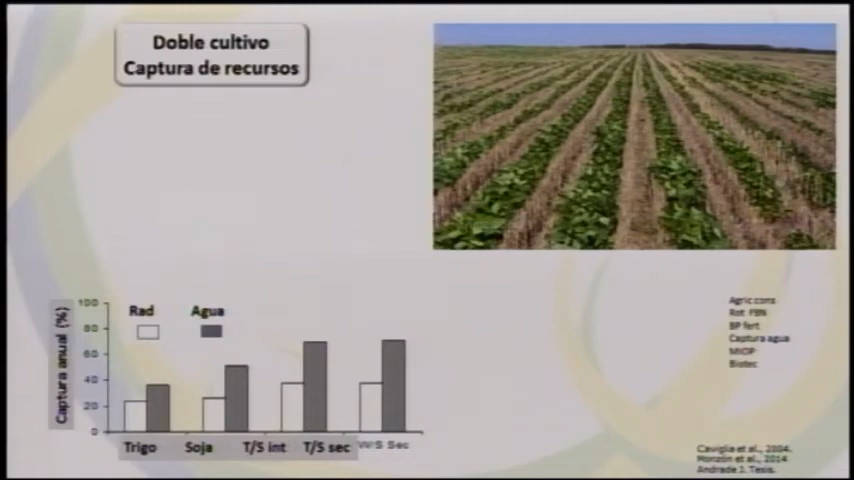 Doble cultivo
Captura de recursos
Captura anual (%)
100
80
60
40
20
0
Rad
Agua
Trigo
Soja
T/S int
T/S sec
W/S Sec
Agric cons
Rot FBN
BP fert
Captura agua
MIOP
Biotec
Caviglia et al., 2004.
Monzón et al., 2014
Andrade J. Tesis.